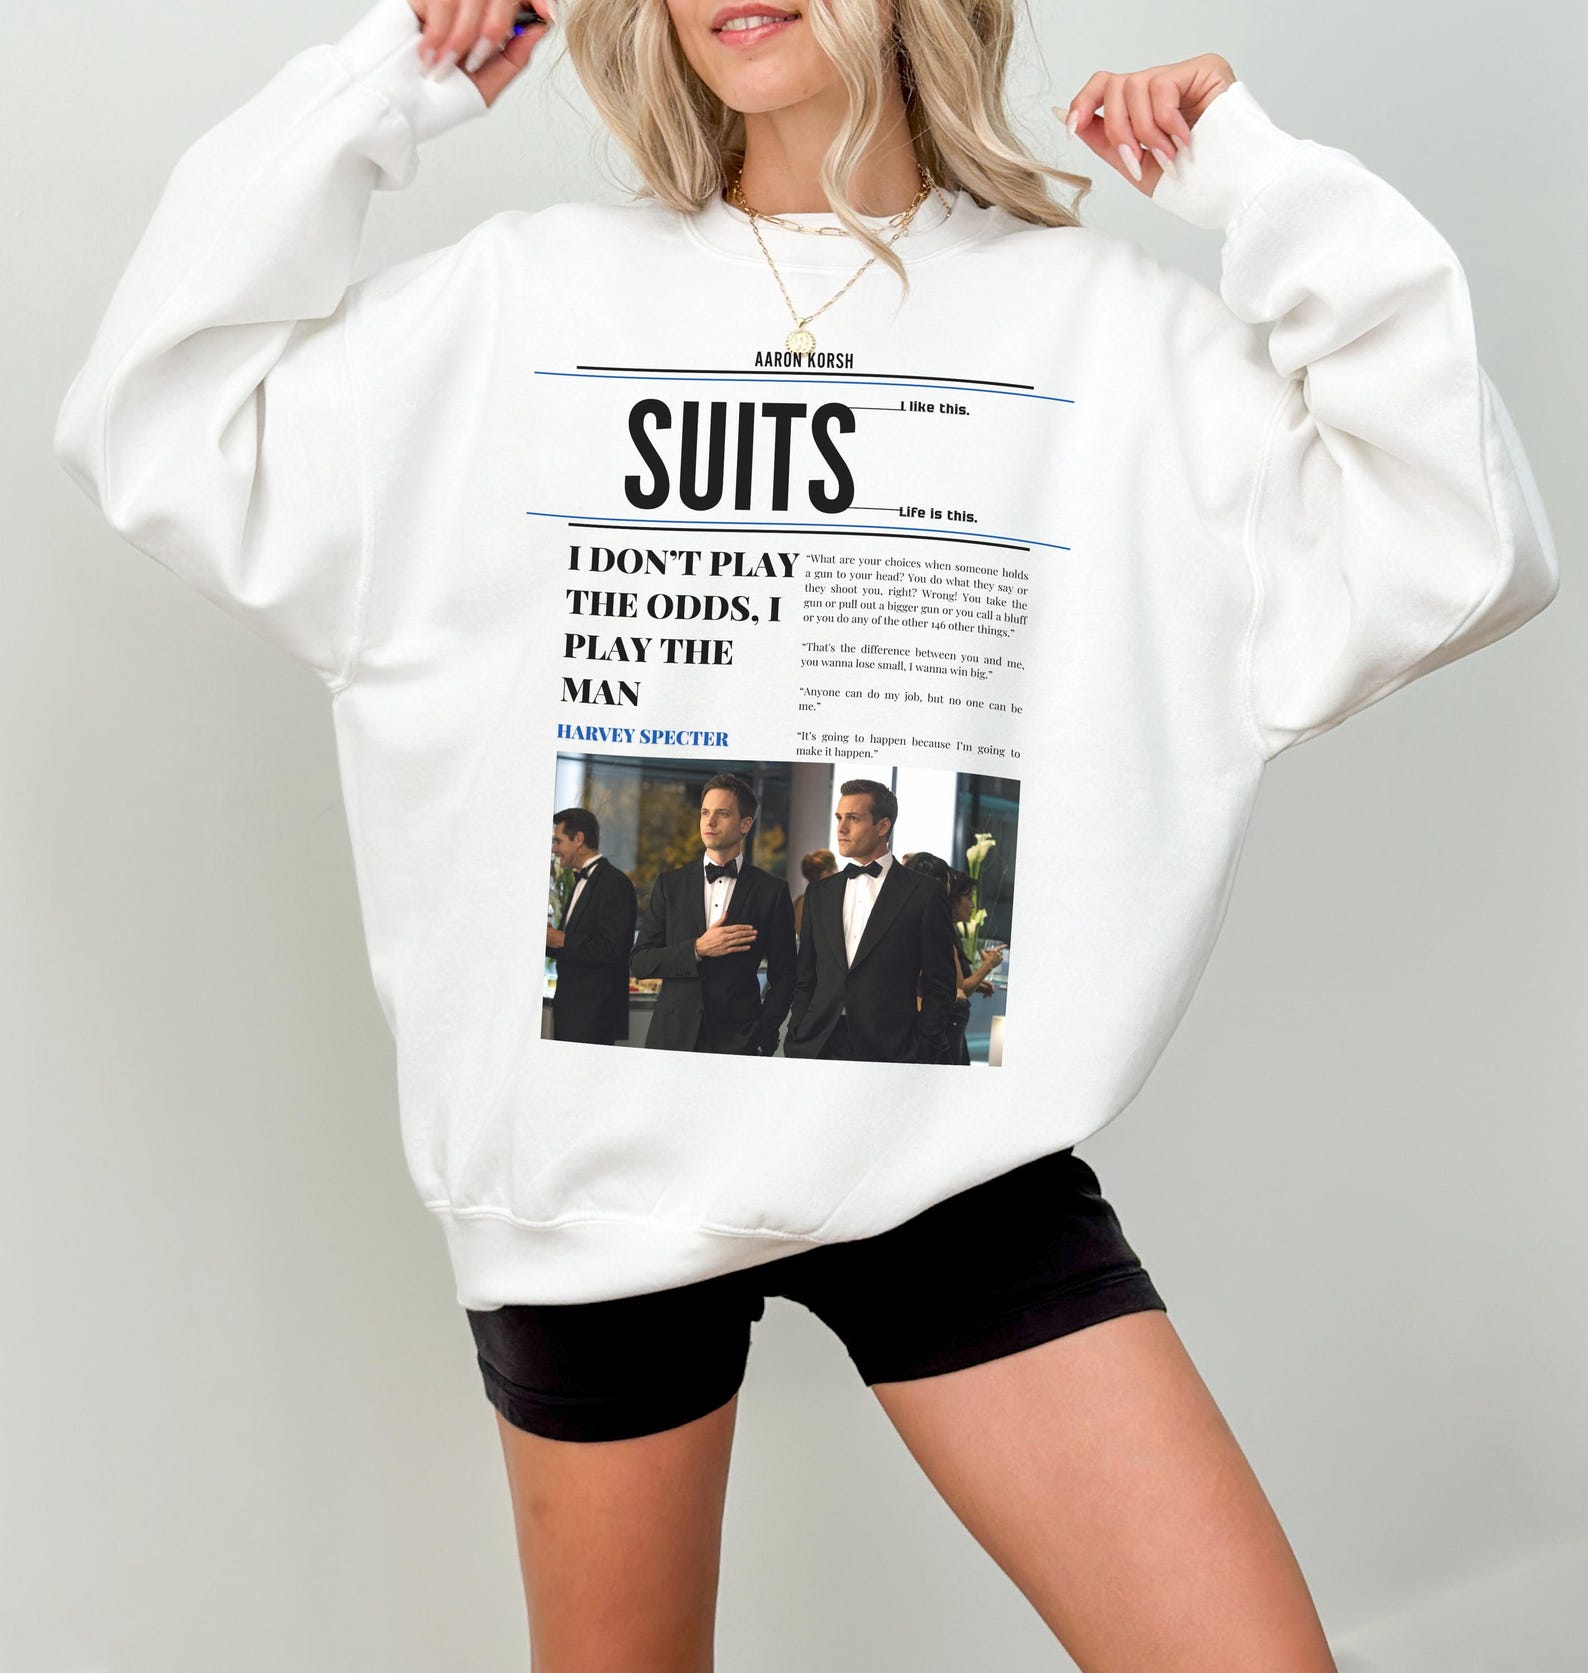 AARON KORSH
SUITS
I like this.
Life is this.
I DON’T PLAY
THE ODDS, I
PLAY THE
MAN
HARVEY SPECTER
“What are your choices when someone holds
a gun to your head? You do what they say or
they shoot you, right? Wrong! You take the
gun or pull out a bigger gun or you call a bluff
or you do any of the other 146 other things.”
“That's the difference between you and me,
you wanna lose small, I wanna win big.”
“Anyone can do my job, but no one can be
me.”
“It’s going to happen because I’m going to
make it happen.”